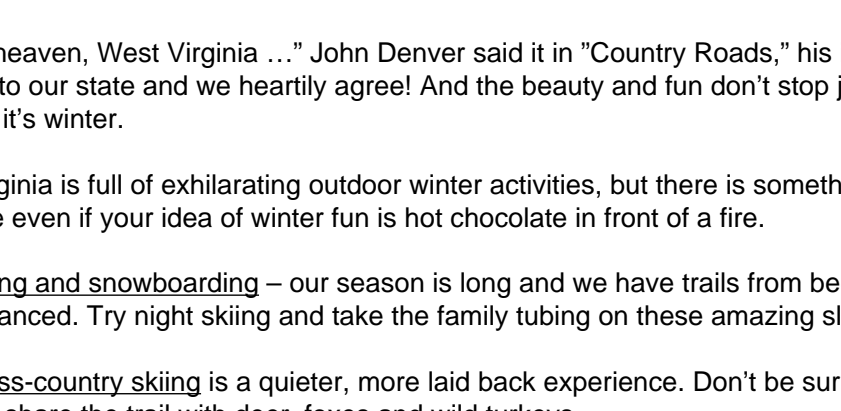 heaven, West Virginia …” John Denver said it in ”Country Roads,” his
to our state and we heartily agree! And the beauty and fun don’t stop j
it’s winter.
ginia is full of exhilarating outdoor winter activities, but there is someth
e even if your idea of winter fun is hot chocolate in front of a fire.
ng and snowboarding – our season is long and we have trails from be
anced. Try night skiing and take the family tubing on these amazing sl
ss-country skiing is a quieter, more laid back experience. Don’t be sur
share the trail with deer, foxes and wild turkeys